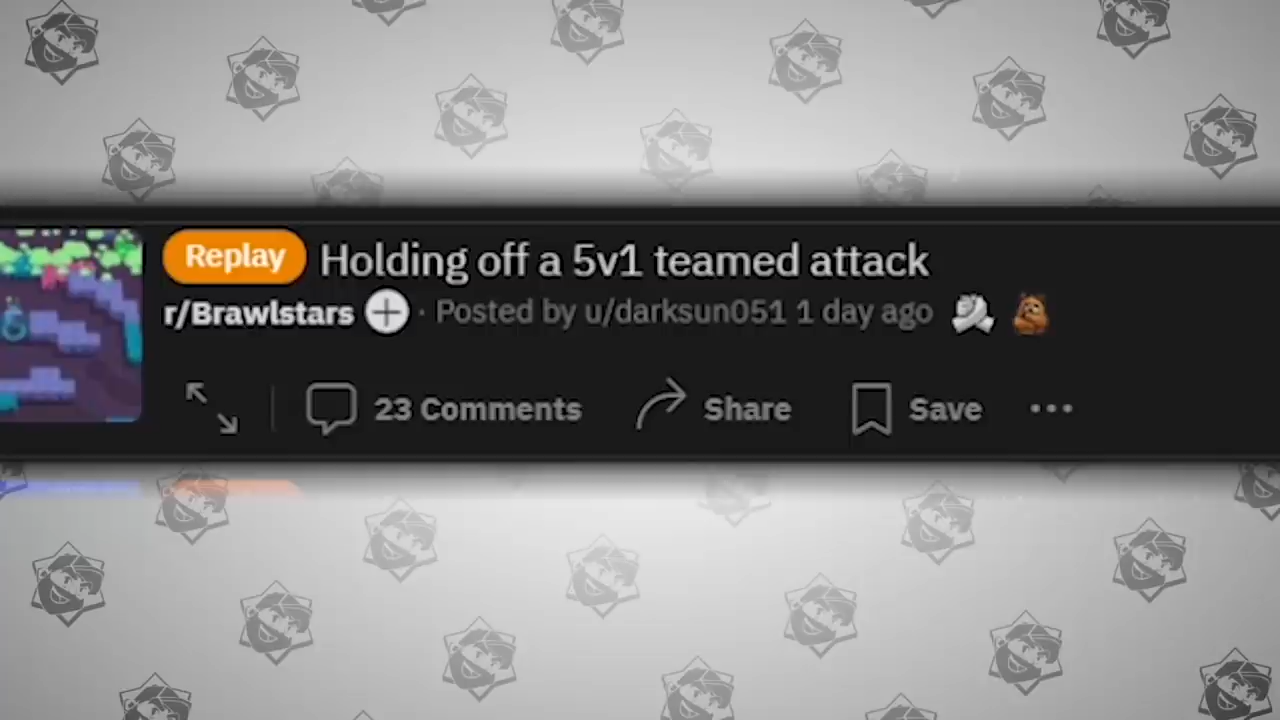 Replay Holding off a 5v1 teamed attack
r/Brawlstars · Posted by u/darksun051 1 day ago
23 Comments Share Save ···